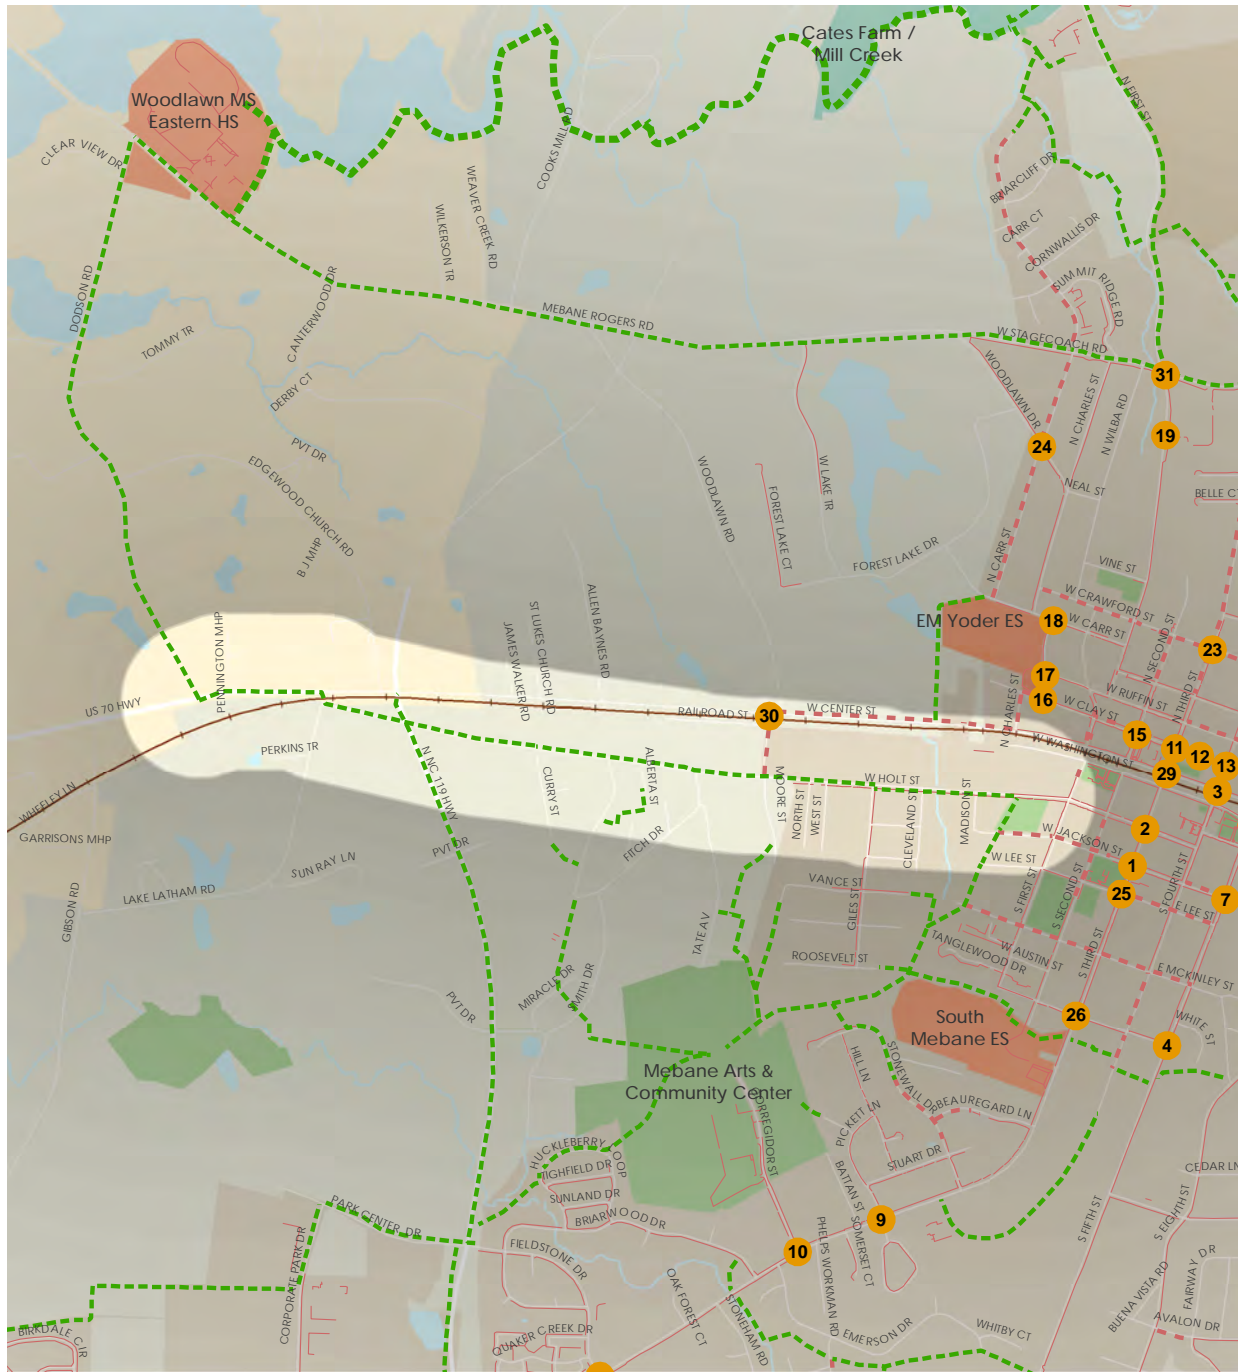 Cates Farm /
Mill Creek
Woodlawn MS
Eastern HS
CLEAR VIEW DR
N FIRST ST
COOKS MILL RD
WEAVER CREEK RD
WILKERSON TR
BRIARCLIFF DR
CARR CT
CORNWALLIS DR
SUMMIT RIDGE RD
DODSON RD
TOMMY TR
CANTERWOOD DR
DERBY CT
MEBANE ROGERS RD
W STAGECOACH RD
WOODLAWN DR
N CHARLES ST
N WILBA RD
31
19
24
NEAL ST
BELLE CT
PVT DR
EDGEWOOD CHURCH RD
B J MHP
WOODLAWN RD
FOREST LAKE CT
W LAKE TR
FOREST LAKE DR
N CARR ST
VINE ST
W CRAWFORD ST
EM Yoder ES
18
W CARR ST
23
N SECOND ST
PENNINGTON MHP
JAMES WALKER RD
ST LUKES CHURCH RD
ALLEN BAYNES RD
17
16
N CHARLES ST
W RUFFIN ST
N THIRD ST
W CLAY ST
US 70 HWY
RAILROAD ST
30
W CENTER ST
W WASHINGTON ST
15
11
12
13
29
3
PERKINS TR
N NC 119 HWY
CURRY ST
ALBERTA ST
MOORE ST
W HOLT ST
NORTH ST
WEST ST
CLEVELAND ST
MADISON ST
WHEELEY LN
GARRISONS MHP
FITCH DR
PVT DR
SUN RAY LN
LAKE LATHAM RD
GIBSON RD
W JACKSON ST
2
1
W LEE ST
25
7
S FIRST ST
S SECOND ST
S FOURTH ST
E LEE ST
VANCE ST
GILES ST
TATE AV
ROOSEVELT ST
TANGLEWOOD DR
W AUSTIN ST
S THIRD ST
E MCKINLEY ST
MIRACLE DR
SMITH DR
PVT DR
South
Mebane ES
26
WHITE ST
4
Mebane Arts &
Community Center
CORREGIDOR ST
HILL LN
STONEWALL DR
BEAUREGARD LN
PICKETT LN
STUART DR
BATTAN ST
HUCKLEBERRY LOOP
TIGHFIELD DR
SUNLAND DR
BRIARWOOD DR
CEDAR LN
PARK CENTER DR
CORPORATE PARK DR
FIELDSTONE DR
9
10
SOMERSET CT
PHELPS WORKMAN RD
S FIFTH ST
S EIGHTH ST
FAIRWAY DR
BUENA VISTA RD
AVALON DR
BIRKDALE CIR
QUAKER CREEK DR
OAK FOREST CT
STONEHAM RD
EMERSON DR
WHITBY CT